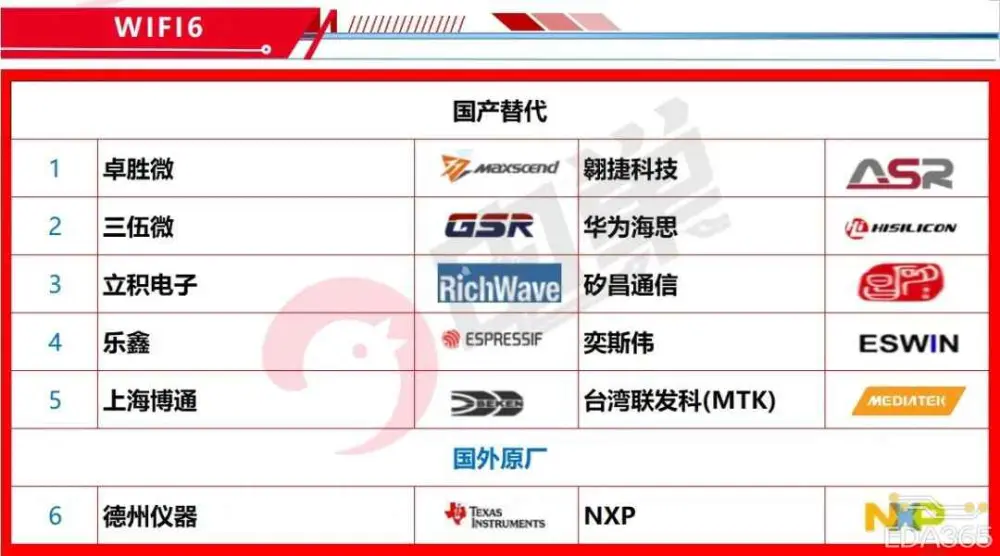 WIFI6
国产替代
1 卓胜微 MAXSCEND 翱捷科技 ASR
2 三伍微 GSR 华为海思 HISILICON
3 立积电子 RichWave 矽昌通信
4 乐鑫 ESPRESSIF 奕斯伟 ESWIN
5 上海博通 BEKEN 台湾联发科(MTK) MEDIATEK
国外原厂
6 德州仪器 TEXAS INSTRUMENTS NXP NXP
EDA365